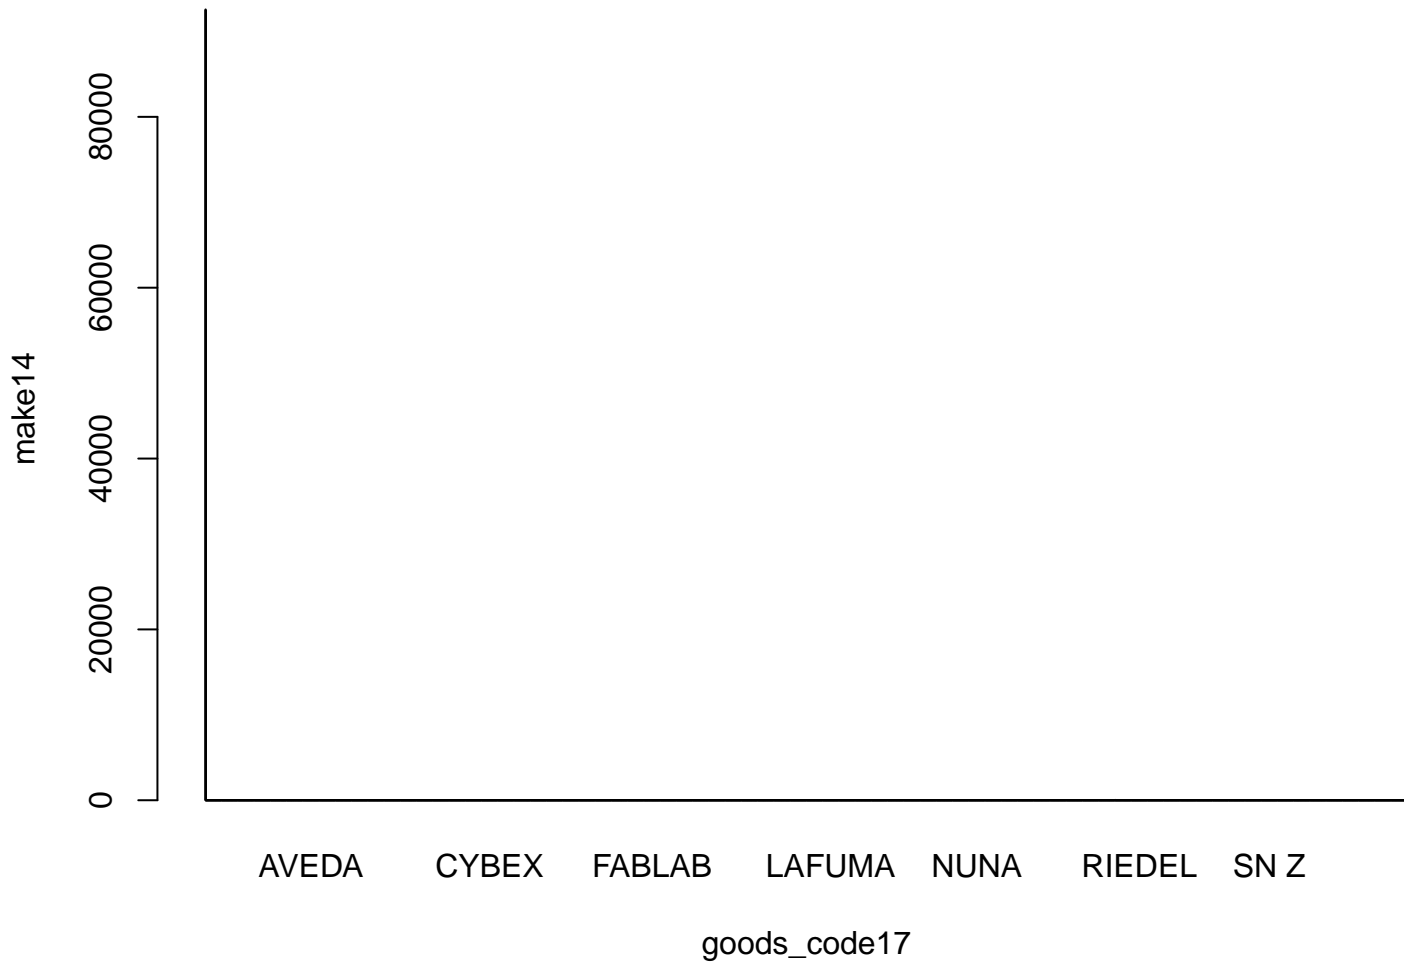 80000
60000
40000
20000
0
make14
AVEDA CYBEX FABLAB LAFUMA NUNA RIEDEL SN Z
goods_code17